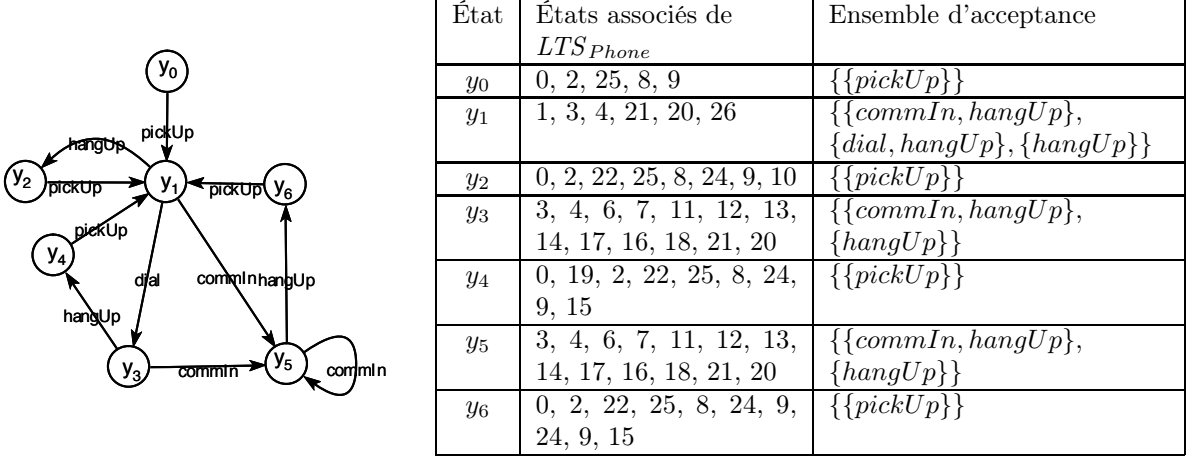 y0
pickUp
hangUp
y2
pickUp
y1
pickUp
y6
pickUp
y4
dial
commIn
hangUp
hangUp
y3
commIn
y5
commIn
État États associés de LTS_Phone Ensemble d'acceptance
y0 0, 2, 25, 8, 9 {{pickUp}}
y1 1, 3, 4, 21, 20, 26 {{commIn, hangUp},
{dial, hangUp}, {hangUp}}
y2 0, 2, 22, 25, 8, 24, 9, 10 {{pickUp}}
y3 3, 4, 6, 7, 11, 12, 13, {{commIn, hangUp},
14, 17, 16, 18, 21, 20 {hangUp}}
y4 0, 19, 2, 22, 25, 8, 24, {{pickUp}}
9, 15
y5 3, 4, 6, 7, 11, 12, 13, {{commIn, hangUp},
14, 17, 16, 18, 21, 20 {hangUp}}
y6 0, 2, 22, 25, 8, 24, 9, {{pickUp}}
24, 9, 15